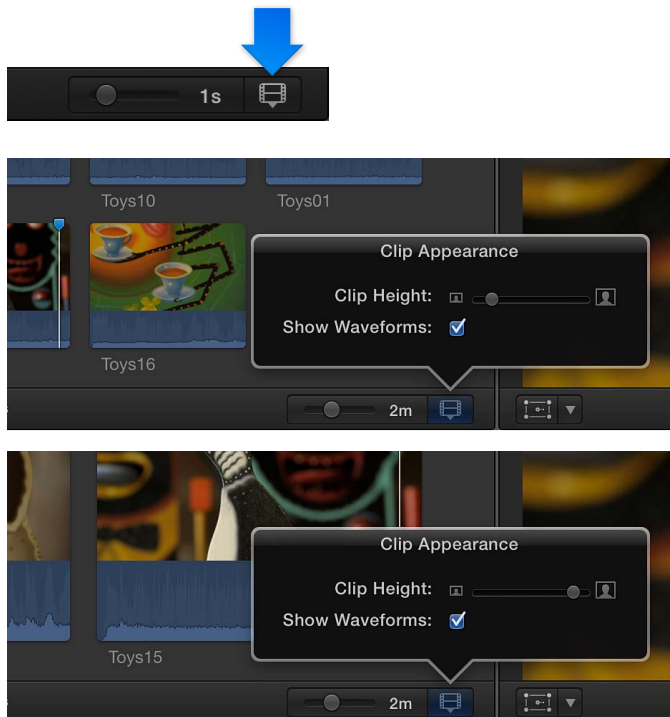 1s
Toys10
Toys01
Clip Appearance
Clip Height:
Show Waveforms:
Toys16
2m
Clip Appearance
Clip Height:
Show Waveforms:
Toys15
2m